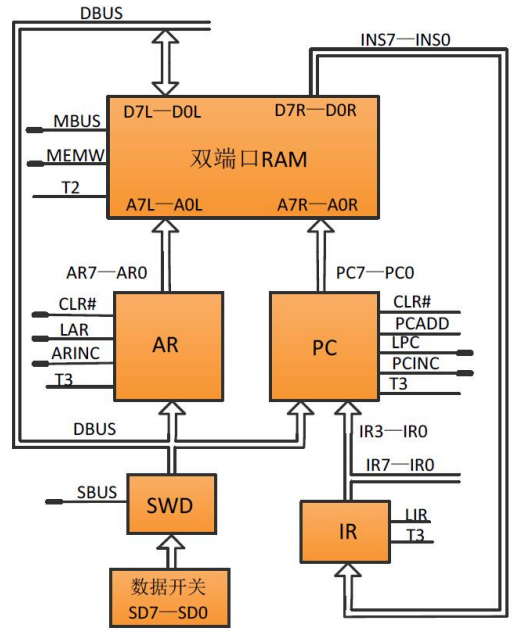 DBUS
INS7—INS0
D7L—D0L
D7R—D0R
MBUS
双端口RAM
MEMW
T2
A7L—A0L
A7R—A0R
AR7—AR0
PC7—PC0
CLR#
LAR
ARINC
T3
AR
PC
CLR#
PCADD
LPC
PCINC
T3
DBUS
IR3—IR0
IR7—IR0
SBUS
SWD
IR
LIR
T3
数据开关
SD7—SD0